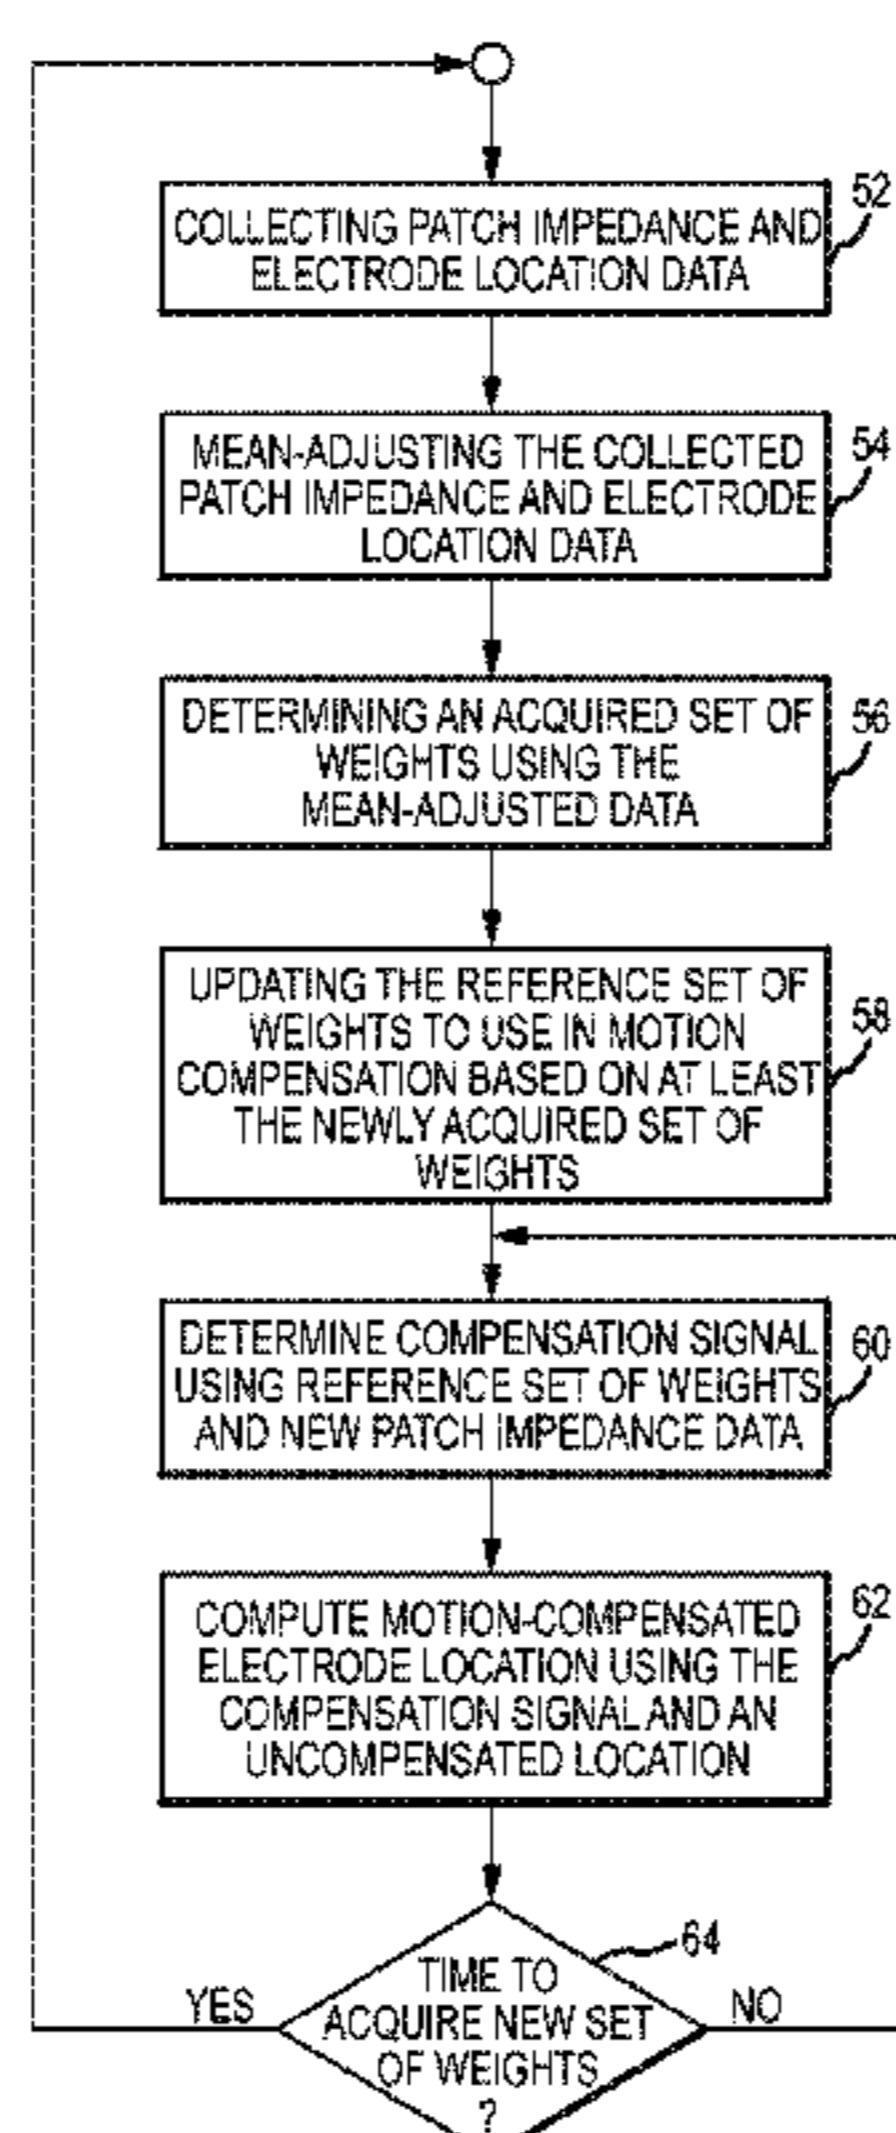 52
COLLECTING PATCH IMPEDANCE AND
ELECTRODE LOCATION DATA
54
MEAN-ADJUSTING THE COLLECTED
PATCH IMPEDANCE AND ELECTRODE
LOCATION DATA
56
DETERMINING AN ACQUIRED SET OF
WEIGHTS USING THE
MEAN-ADJUSTED DATA
58
UPDATING THE REFERENCE SET OF
WEIGHTS TO USE IN MOTION
COMPENSATION BASED ON AT LEAST
THE NEWLY ACQUIRED SET OF
WEIGHTS
60
DETERMINE COMPENSATION SIGNAL
USING REFERENCE SET OF WEIGHTS
AND NEW PATCH IMPEDANCE DATA
62
COMPUTE MOTION-COMPENSATED
ELECTRODE LOCATION USING THE
COMPENSATION SIGNAL AND AN
UNCOMPENSATED LOCATION
64
YES
TIME TO
ACQUIRE NEW SET
OF WEIGHTS
?
NO